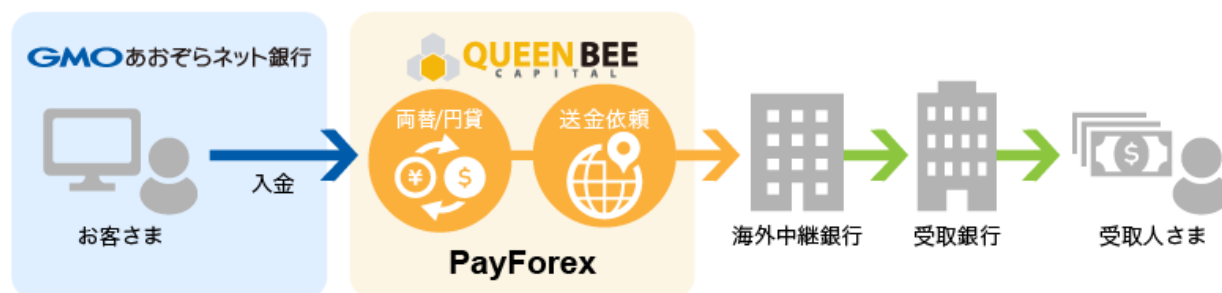 GMOあおぞらネット銀行
お客さま
入金
QUEEN BEE
CAPITAL
両替/円貸
¥
$
送金依頼
PayForex
海外中継銀行
受取銀行
$
受取人さま